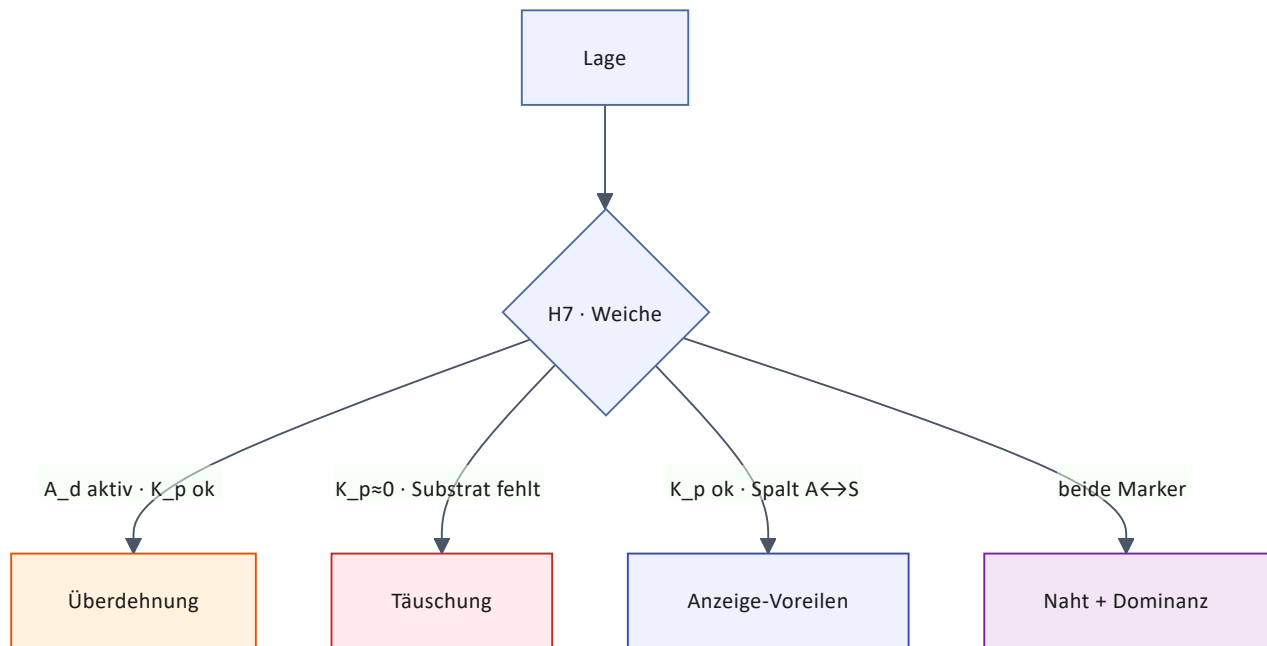 Lage
H7 · Weiche
A_d aktiv · K_p ok
K_p≈0 · Substrat fehlt
K_p ok · Spalt A↔S
beide Marker
Überdehnung
Täuschung
Anzeige-Voreilen
Naht + Dominanz